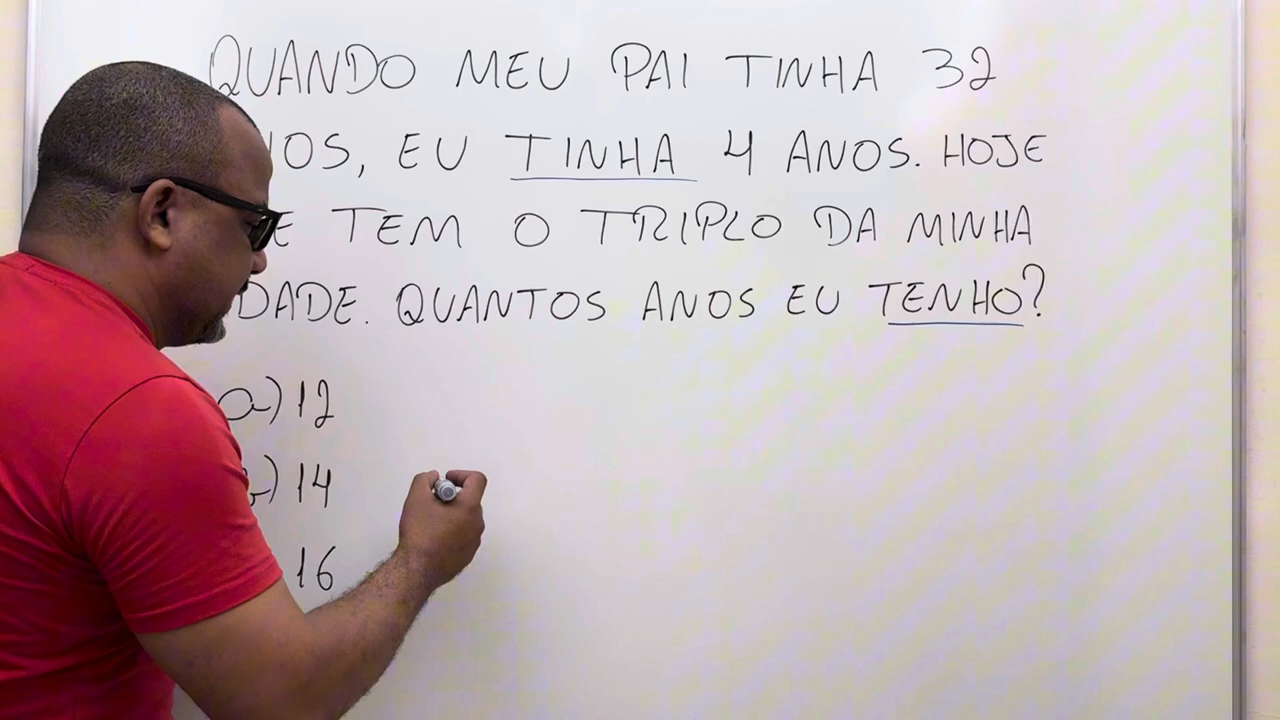 QUANDO MEU PAI TINHA 32
NOS, EU TINHA 4 ANOS. HOJE
E TEM O TRIPLO DA MINHA
DADE. QUANTOS ANOS EU TENHO?
a) 12
b) 14
16